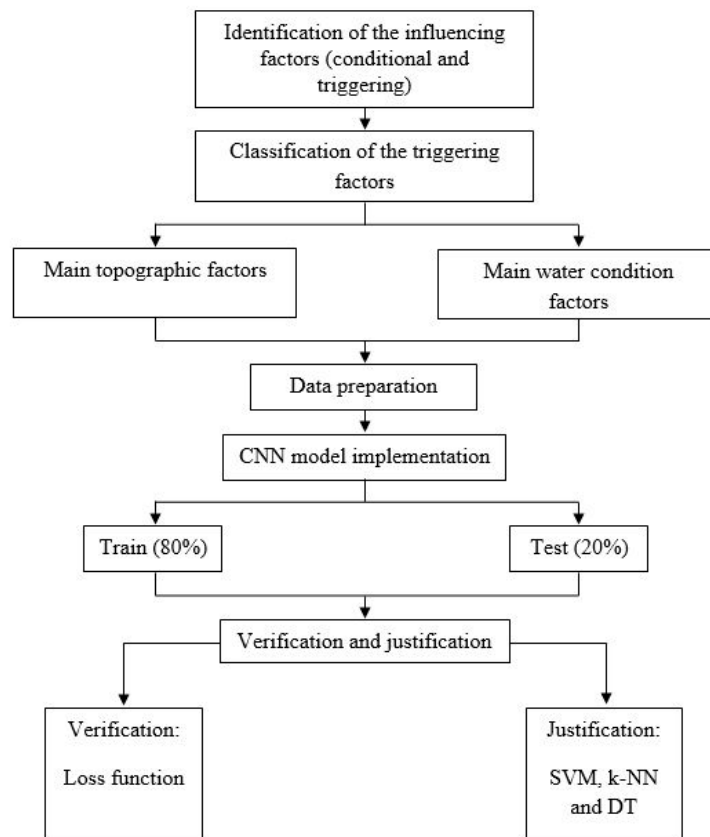 Identification of the influencing
factors (conditional and
triggering)
Classification of the triggering
factors
Main topographic factors
Main water condition
factors
Data preparation
CNN model implementation
Train (80%)
Test (20%)
Verification and justification
Verification:
Loss function
Justification:
SVM, k-NN
and DT